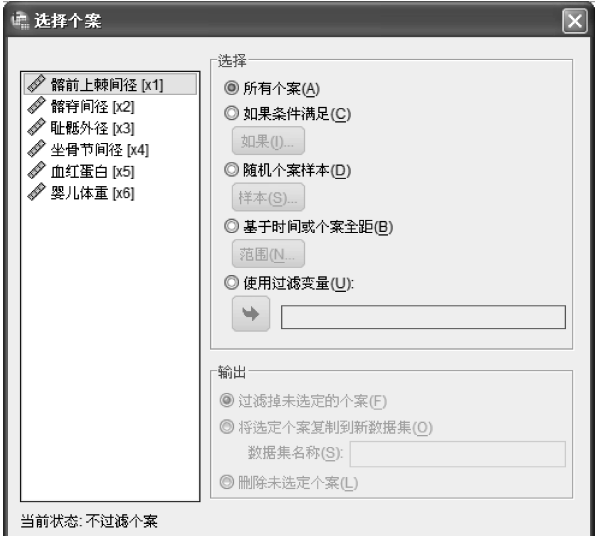 选择个案
髂前上棘间径 [x1]
髂脊间径 [x2]
耻骶外径 [x3]
坐骨节间径 [x4]
血红蛋白 [x5]
婴儿体重 [x6]
选择
所有个案(A)
如果条件满足(C)
如果(I)...
随机个案样本(D)
样本(S)...
基于时间或个案全距(B)
范围(N...
使用过滤变量(U):
输出
过滤掉未选定的个案(F)
将选定个案复制到新数据集(O)
数据集名称(S):
删除未选定个案(L)
当前状态: 不过滤个案